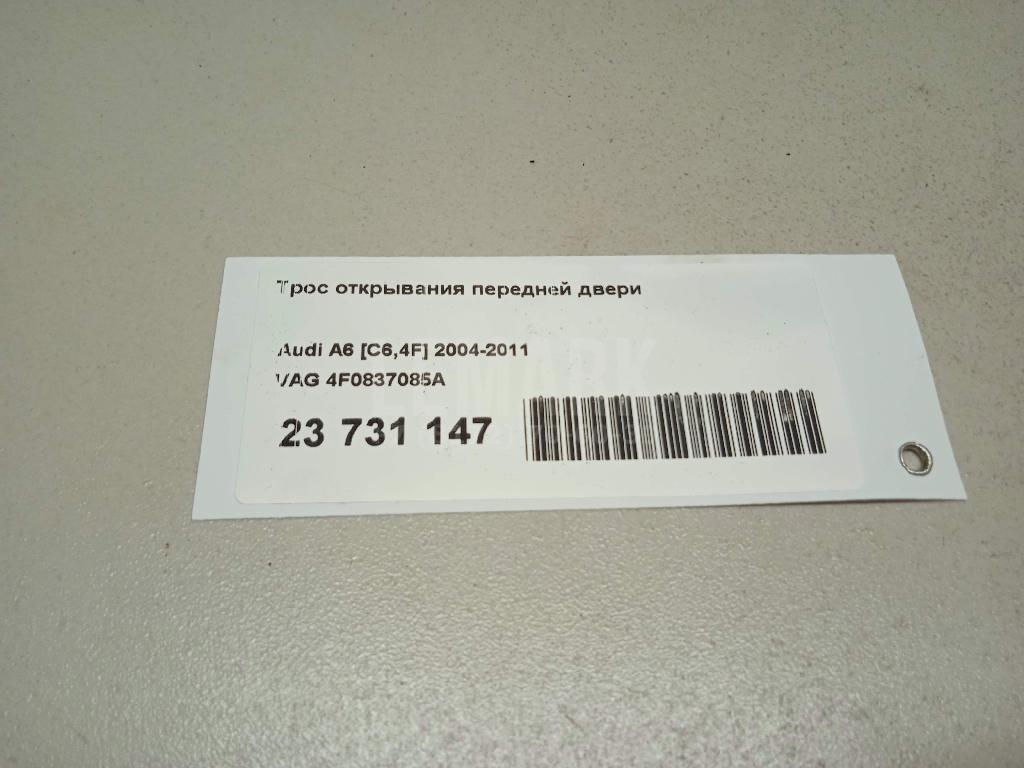 Трос открывания передней двери
Audi A6 [C6,4F] 2004-2011
VAG 4F0837085A
23 731 147